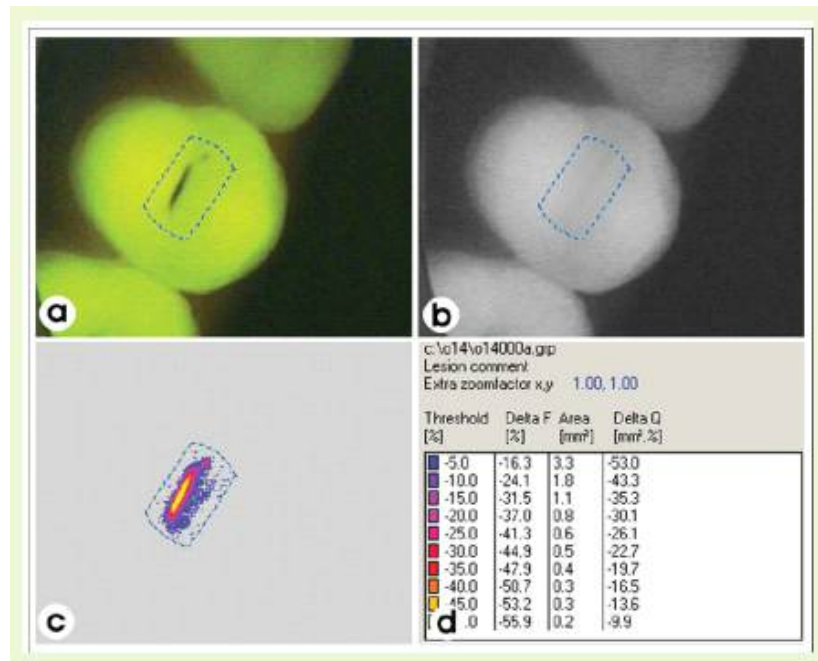 a
b
c
c:\o14\o14000a.grp
Lesion comment
Extra zoomfactor x,y 1.00, 1.00
Threshold Delta F Area Delta Q
[%] [%] [mm²] [mm².%]
-5.0 -16.3 3.3 -53.0
-10.0 -24.1 1.8 -43.3
-15.0 -31.5 1.1 -35.3
-20.0 -37.0 0.8 -30.1
-25.0 -41.3 0.6 -26.1
-30.0 -44.9 0.5 -22.7
-35.0 -47.9 0.4 -19.7
-40.0 -50.7 0.3 -16.5
-45.0 -53.2 0.3 -13.6
.0 -55.9 0.2 -9.9
d